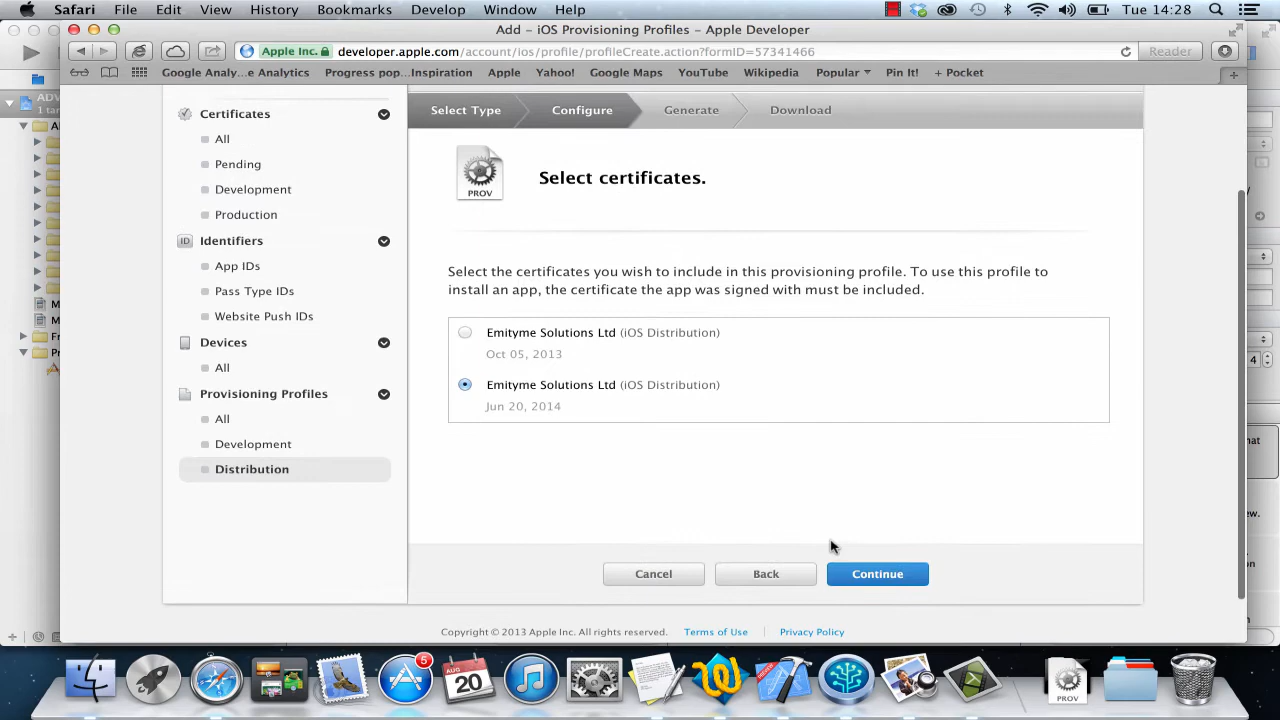 Safari File Edit View History Bookmarks Develop Window Help Tue 14:28
Add – iOS Provisioning Profiles – Apple Developer
Apple Inc. developer.apple.com/account/ios/profile/profileCreate.action?formID=57341466 Reader
Google Analy...e Analytics Progress pop...Inspiration Apple Yahoo! Google Maps YouTube Wikipedia Popular Pin It! + Pocket
Certificates
All
Pending
Development
Production
ID Identifiers
App IDs
Pass Type IDs
Website Push IDs
Devices
All
Provisioning Profiles
All
Development
Distribution
Select Type Configure Generate Download
PROV
Select certificates.
Select the certificates you wish to include in this provisioning profile. To use this profile to
install an app, the certificate the app was signed with must be included.
Emityme Solutions Ltd (iOS Distribution)
Oct 05, 2013
Emityme Solutions Ltd (iOS Distribution)
Jun 20, 2014
Cancel Back Continue
Copyright © 2013 Apple Inc. All rights reserved. Terms of Use Privacy Policy
5
AUG
20
PROV